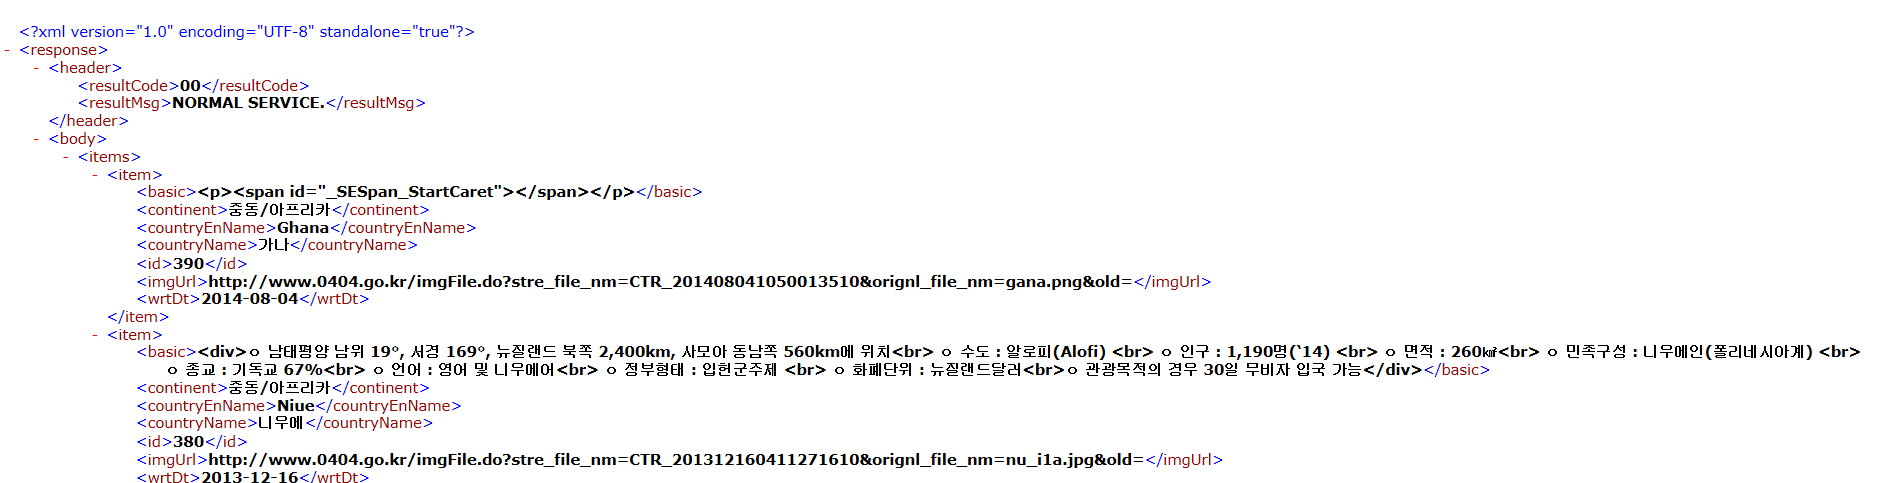 <?xml version="1.0" encoding="UTF-8" standalone="true"?>
- <response>
- <header>
<resultCode>00</resultCode>
<resultMsg>NORMAL SERVICE.</resultMsg>
</header>
- <body>
- <items>
- <item>
<basic><p><span id="_SESpan_StartCaret"></span></p></basic>
<continent>중동/아프리카</continent>
<countryEnName>Ghana</countryEnName>
<countryName>가나</countryName>
<id>390</id>
<imgUrl>http://www.0404.go.kr/imgFile.do?stre_file_nm=CTR_201408041050013510&orignl_file_nm=gana.png&old=</imgUrl>
<wrtDt>2014-08-04</wrtDt>
</item>
- <item>
<basic><div>ㅇ 남태평양 남위 19°, 서경 169°, 뉴질랜드 북쪽 2,400km, 사모아 동남쪽 560km에 위치<br> ㅇ 수도 : 알로피(Alofi) <br> ㅇ 인구 : 1,190명(‵14) <br> ㅇ 면적 : 260㎢<br> ㅇ 민족구성 : 니우에인(폴리네시아계) <br>
ㅇ 종교 : 기독교 67%<br> ㅇ 언어 : 영어 및 니우에어<br> ㅇ 정부형태 : 입헌군주제 <br> ㅇ 화폐단위 : 뉴질랜드달러<br>ㅇ 관광목적의 경우 30일 무비자 입국 가능</div></basic>
<continent>중동/아프리카</continent>
<countryEnName>Niue</countryEnName>
<countryName>니우에</countryName>
<id>380</id>
<imgUrl>http://www.0404.go.kr/imgFile.do?stre_file_nm=CTR_201312160411271610&orignl_file_nm=nu_i1a.jpg&old=</imgUrl>
<wrtDt>2013-12-16</wrtDt>